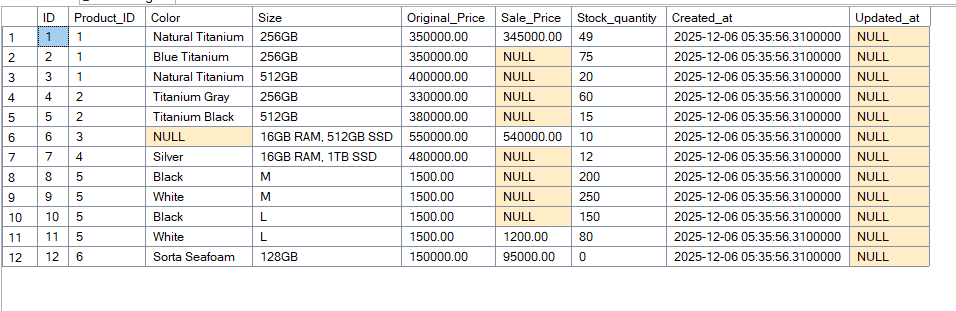 ID Product_ID Color Size Original_Price Sale_Price Stock_quantity Created_at Updated_at
1 1 1 Natural Titanium 256GB 350000.00 345000.00 49 2025-12-06 05:35:56.3100000 NULL
2 2 1 Blue Titanium 256GB 350000.00 NULL 75 2025-12-06 05:35:56.3100000 NULL
3 3 1 Natural Titanium 512GB 400000.00 NULL 20 2025-12-06 05:35:56.3100000 NULL
4 4 2 Titanium Gray 256GB 330000.00 NULL 60 2025-12-06 05:35:56.3100000 NULL
5 5 2 Titanium Black 512GB 380000.00 NULL 15 2025-12-06 05:35:56.3100000 NULL
6 6 3 NULL 16GB RAM, 512GB SSD 550000.00 540000.00 10 2025-12-06 05:35:56.3100000 NULL
7 7 4 Silver 16GB RAM, 1TB SSD 480000.00 NULL 12 2025-12-06 05:35:56.3100000 NULL
8 8 5 Black M 1500.00 NULL 200 2025-12-06 05:35:56.3100000 NULL
9 9 5 White M 1500.00 NULL 250 2025-12-06 05:35:56.3100000 NULL
10 10 5 Black L 1500.00 NULL 150 2025-12-06 05:35:56.3100000 NULL
11 11 5 White L 1500.00 1200.00 80 2025-12-06 05:35:56.3100000 NULL
12 12 6 Sorta Seafoam 128GB 150000.00 95000.00 0 2025-12-06 05:35:56.3100000 NULL